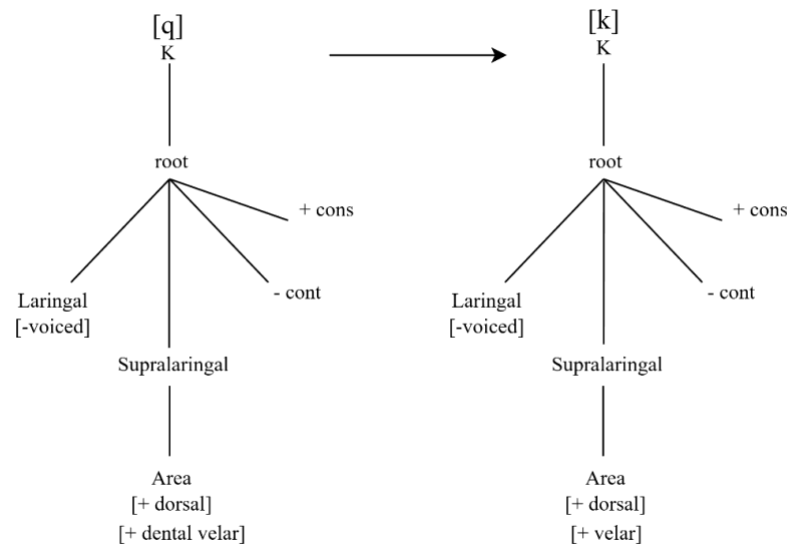 [q]
K
root
+ cons
- cont
Laringal
[-voiced]
Supralaringal
Area
[+ dorsal]
[+ dental velar]
[k]
K
root
+ cons
- cont
Laringal
[-voiced]
Supralaringal
Area
[+ dorsal]
[+ velar]